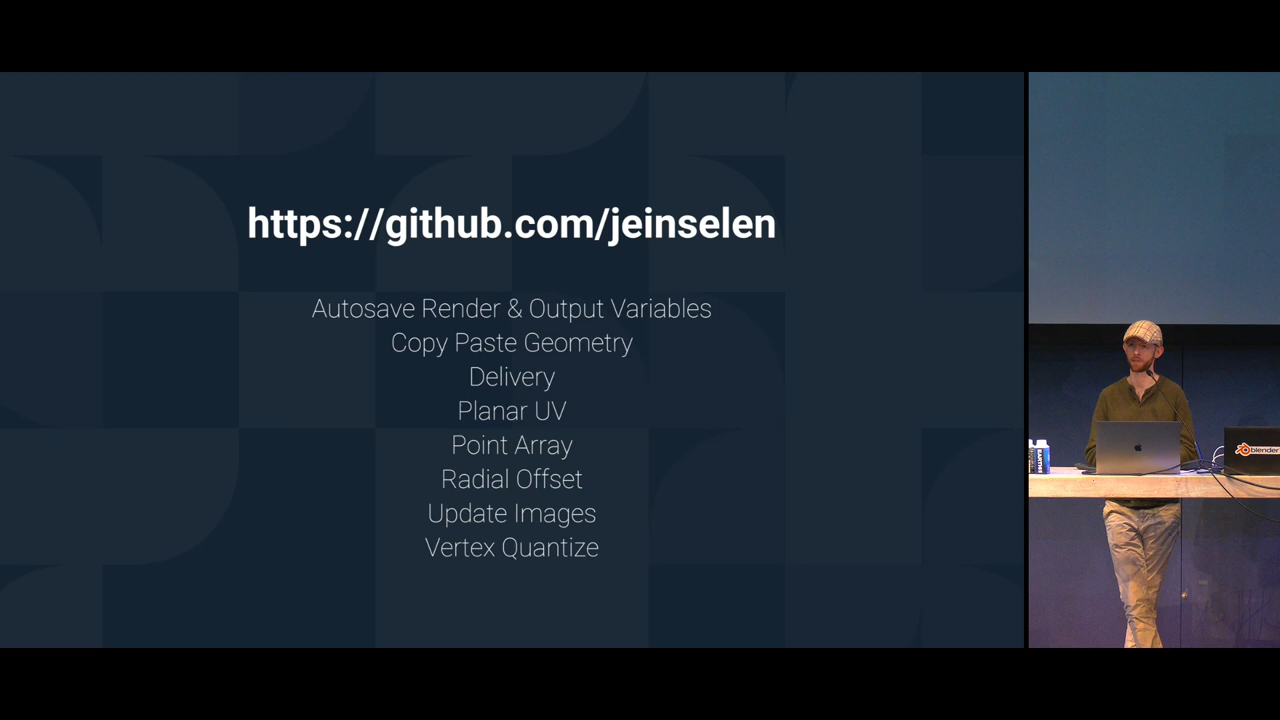 https://github.com/jeinselen
Autosave Render & Output Variables
Copy Paste Geometry
Delivery
Planar UV
Point Array
Radial Offset
Update Images
Vertex Quantize
blender